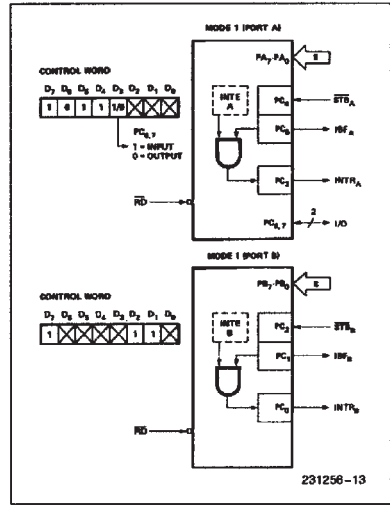 MODE 1 (PORT A)
PA7-PA0
8
CONTROL WORD
D7 D6 D5 D4 D3 D2 D1 D0
1 0 1 1 1/0
PC6,7
1 = INPUT
0 = OUTPUT
INTE
A
PC4
STBA
PC5
IBFA
PC3
INTRA
RD
PC6,7
2
I/O
MODE 1 (PORT B)
PB7-PB0
8
CONTROL WORD
D7 D6 D5 D4 D3 D2 D1 D0
1 1 1
INTE
B
PC2
STBB
PC1
IBFB
PC0
INTRB
RD
231256-13